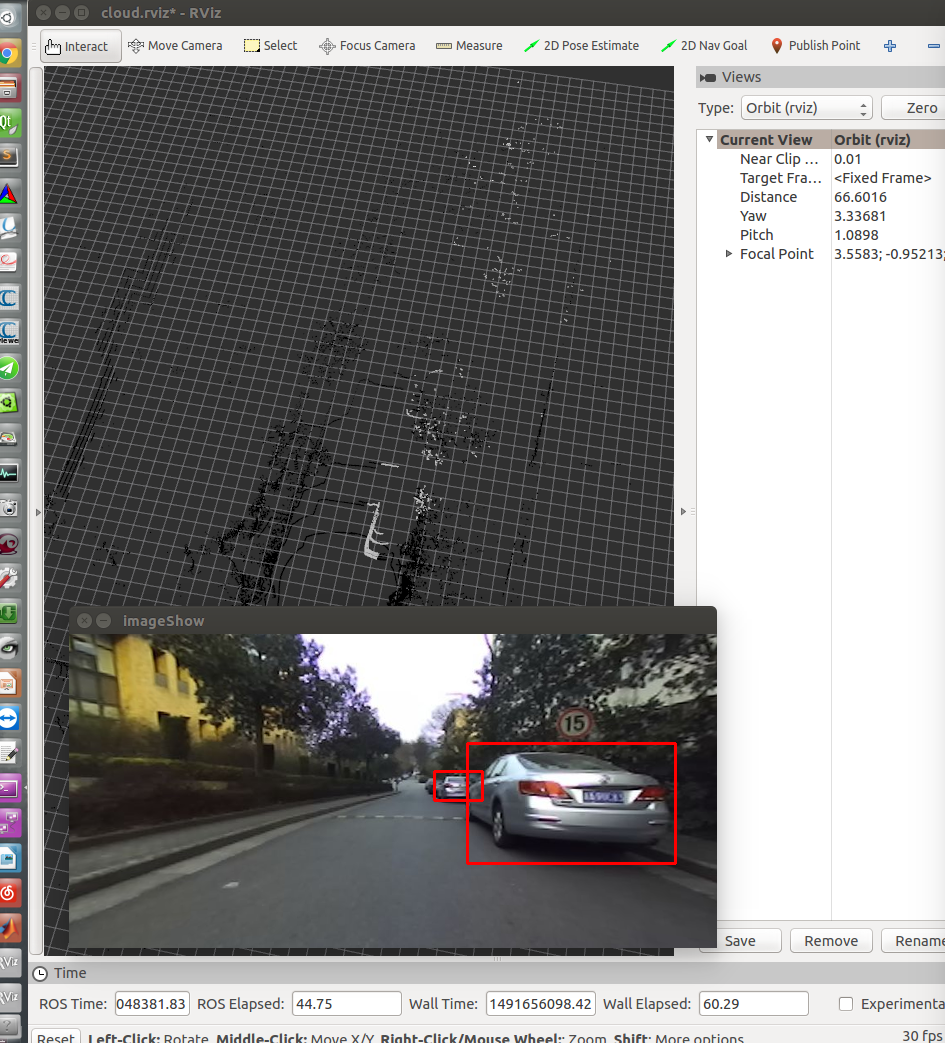 cloud.rviz* - RViz
Interact Move Camera Select Focus Camera Measure 2D Pose Estimate 2D Nav Goal Publish Point
Views
Type: Orbit (rviz) Zero
Current View Orbit (rviz)
Near Clip ... 0.01
Target Fra... <Fixed Frame>
Distance 66.6016
Yaw 3.33681
Pitch 1.0898
Focal Point 3.5583; -0.95213;
imageShow
15
Save Remove Rename
Time
ROS Time: 048381.83 ROS Elapsed: 44.75 Wall Time: 1491656098.42 Wall Elapsed: 60.29 Experimenta
Reset Left-Click: Rotate. Middle-Click: Move X/Y. Right-Click/Mouse Wheel:: Zoom. Shift: More options. 30 fps